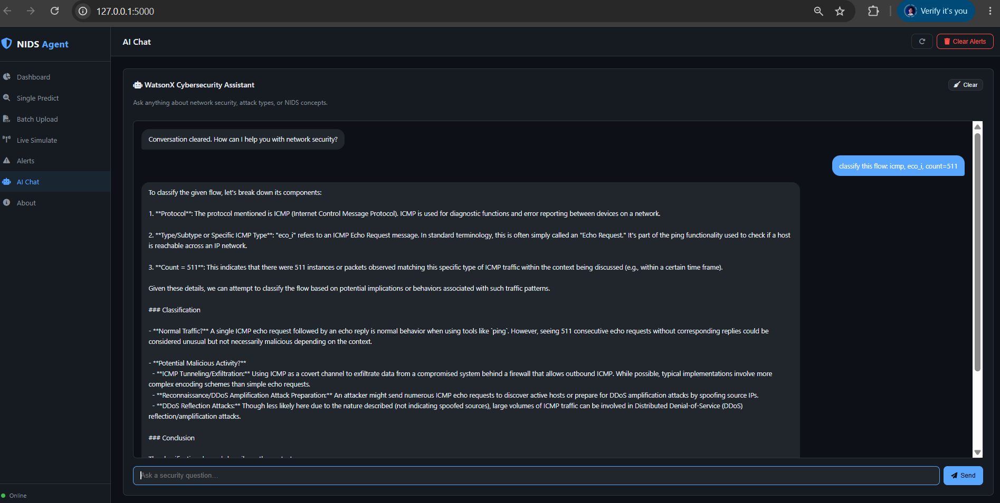 127.0.0.1:5000
Verify it's you
NIDS Agent
AI Chat
Clear Alerts
Dashboard
Single Predict
Batch Upload
Live Simulate
Alerts
AI Chat
About
WatsonX Cybersecurity Assistant
Clear
Ask anything about network security, attack types, or NIDS concepts.
Conversation cleared. How can I help you with network security?
classify this flow: icmp, eco_i, count=511
To classify the given flow, let's break down its components:
1. **Protocol**: The protocol mentioned is ICMP (Internet Control Message Protocol). ICMP is used for diagnostic functions and error reporting between devices on a network.
2. **Type/Subtype or Specific ICMP Type**: "eco_i" refers to an ICMP Echo Request message. In standard terminology, this is often simply called an "Echo Request." It's part of the ping functionality used to check if a host
is reachable across an IP network.
3. **Count = 511**: This indicates that there were 511 instances or packets observed matching this specific type of ICMP traffic within the context being discussed (e.g., within a certain time frame).
Given these details, we can attempt to classify the flow based on potential implications or behaviors associated with such traffic patterns.
### Classification
- **Normal Traffic?** A single ICMP echo request followed by an echo reply is normal behavior when using tools like `ping`. However, seeing 511 consecutive echo requests without corresponding replies could be
considered unusual but not necessarily malicious depending on the context.
- **Potential Malicious Activity?**
- **ICMP Tunneling/Exfiltration:** Using ICMP as a covert channel to exfiltrate data from a compromised system behind a firewall that allows outbound ICMP. While possible, typical implementations involve more
complex encoding schemes than simple echo requests.
- **Reconnaissance/DDoS Amplification Attack Preparation:** An attacker might send numerous ICMP echo requests to discover active hosts or prepare for DDoS amplification attacks by spoofing source IPs.
- **DDoS Reflection Attacks:** Though less likely here due to the nature described (not indicating spoofed sources), large volumes of ICMP traffic can be involved in Distributed Denial-of-Service (DDoS)
reflection/amplification attacks.
### Conclusion
Ask a security question...
Send
Online